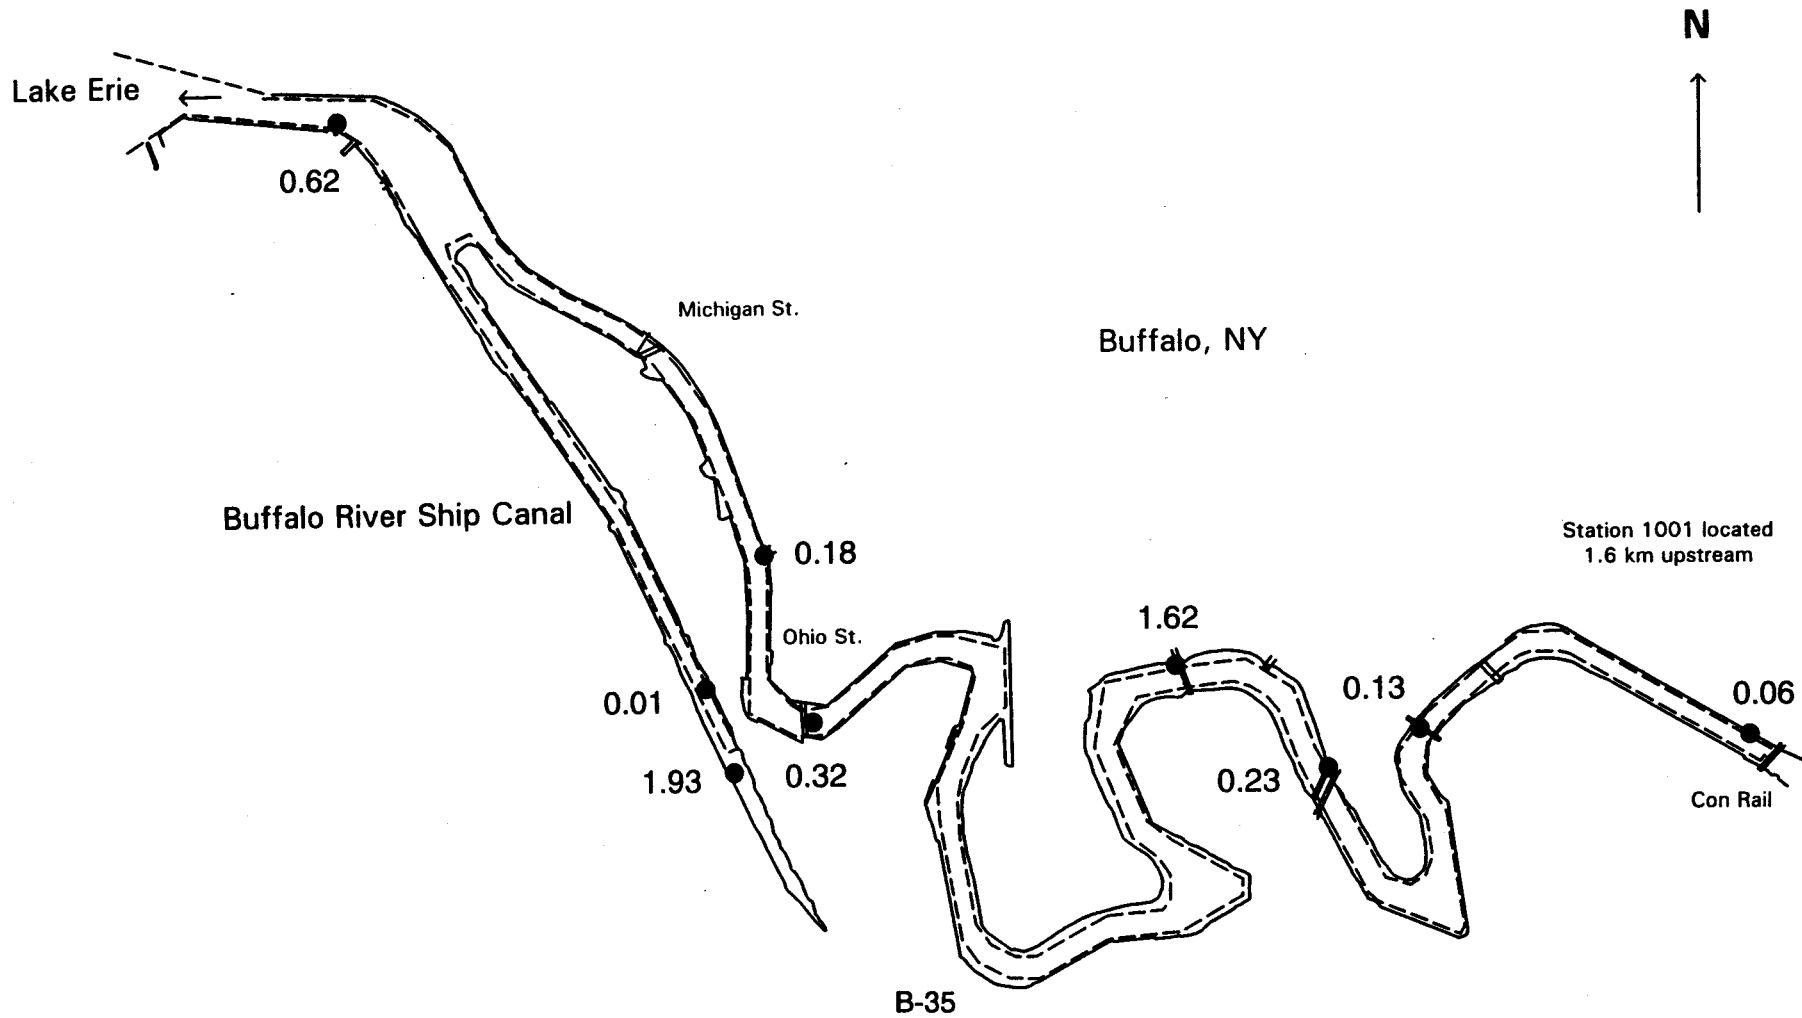 N
Lake Erie
0.62
Michigan St.
Buffalo, NY
Buffalo River Ship Canal
0.18
Station 1001 located
1.6 km upstream
1.62
Ohio St.
0.01
0.13
0.06
1.93
0.32
0.23
Con Rail
B-35